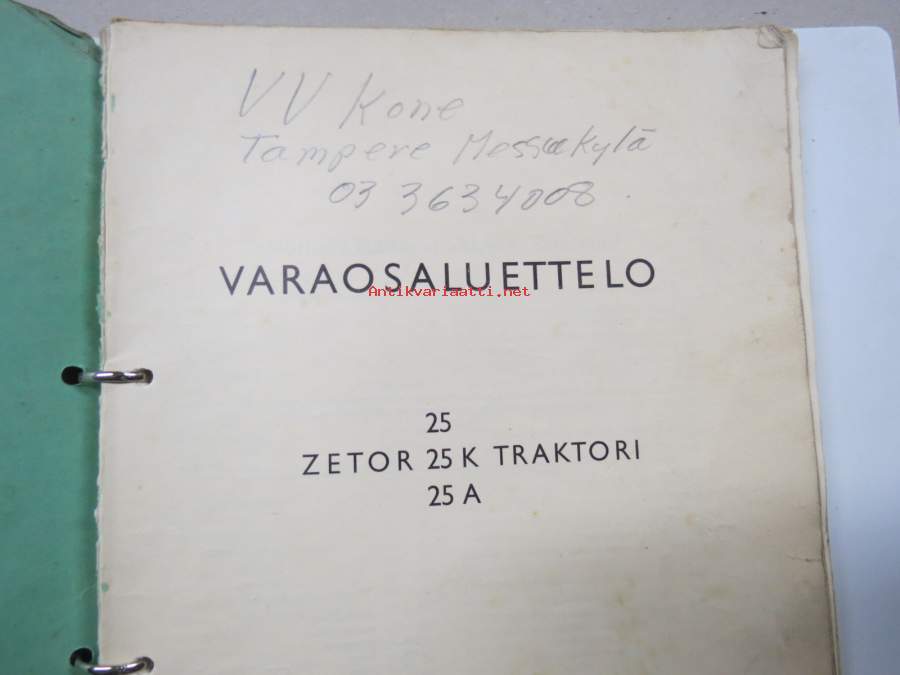 VV Kone
Tampere Messukylä
03 3634008.
VARAOSALUETTELO
Antikvariaatti.net
25
ZETOR 25 K TRAKTORI
25 A